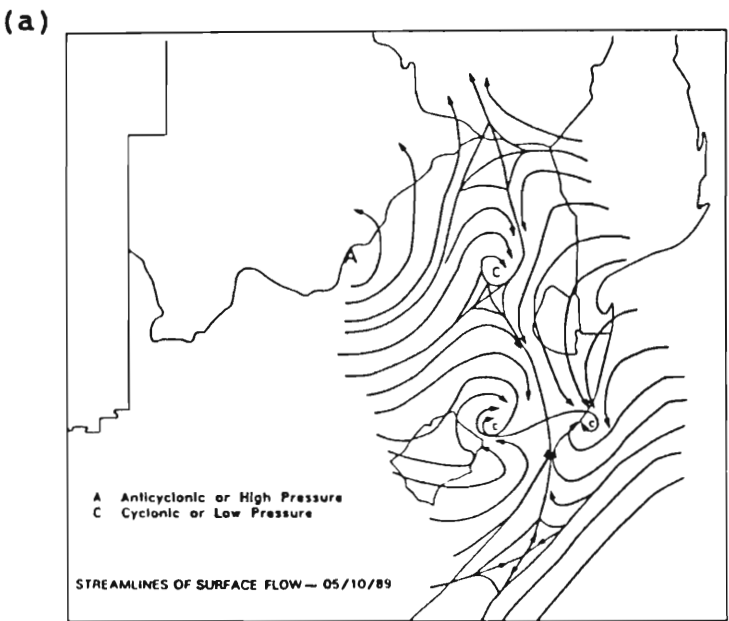 (a)
A
C
C
C
A Anticyclonic or High Pressure
C Cyclonic or Low Pressure
STREAMLINES OF SURFACE FLOW— 05/10/89